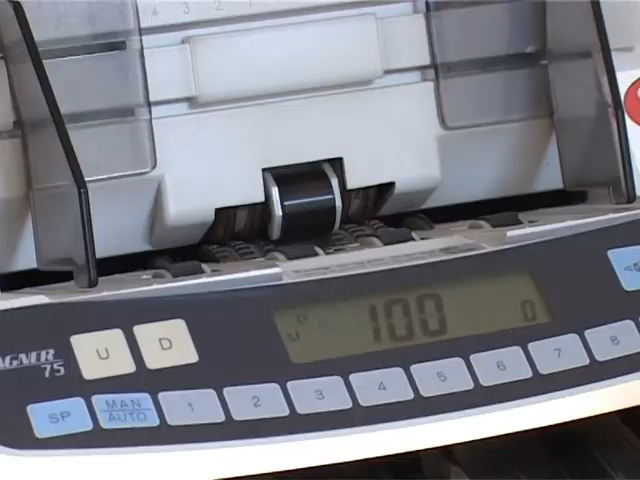 4 3 2 1
D
U
100 0
AGNER
75
U D
SP MAN/AUTO 1 2 3 4 5 6 7 8